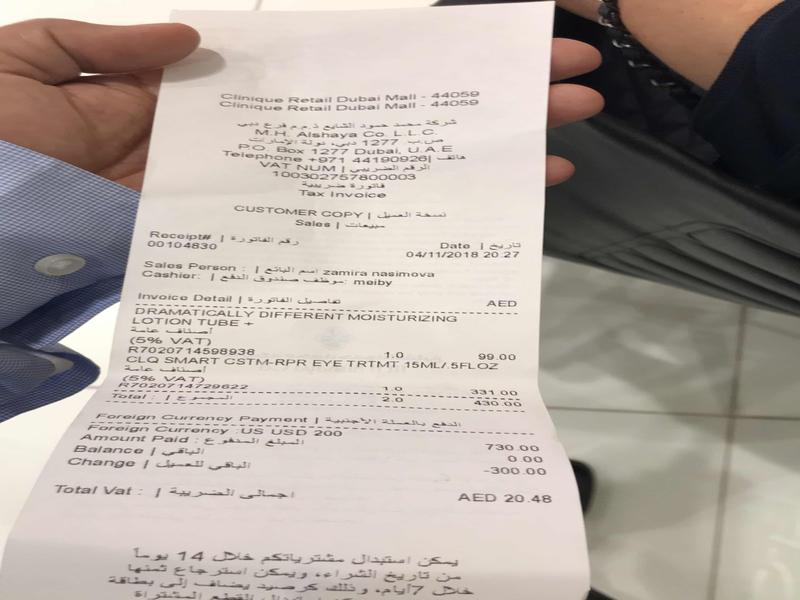 Clinique Retail Dubai Mall - 44059
Clinique Retail Dubai Mall - 44059
شركة محمد حمود الشايع ذ.م.م فرع دبي
M.H. Alshaya Co. L.L.C.
ص.ب. 1277 دبي، دولة الإمارات
P.O. Box 1277 Dubai, U.A.E
Telephone +971 44190926| هاتف
VAT NUM | الرقم الضريبي
100302757800003
فاتورة ضريبية
Tax Invoice
CUSTOMER COPY | نسخة العميل
Sales | مبيعات
Receipt# | رقم الفاتورة Date | تاريخ
00104830 04/11/2018 20:27
Sales Person : | اسم البائع zamira nasimova
Cashier: | موظف صندوق الدفع: meiby
Invoice Detail | تفاصيل الفاتورة AED
DRAMATICALLY DIFFERENT MOISTURIZING
LOTION TUBE +
أصناف عامة
(5% VAT)
R7020714598938 1.0 99.00
CLQ SMART CSTM-RPR EYE TRTMT 15ML/.5FLOZ
أصناف عامة
(5% VAT)
R7020714729622 1.0 331.00
Total : | المجموع 2.0 430.00
Foreign Currency Payment | الدفع بالعملة الأجنبية
Foreign Currency : US USD 200
Amount Paid : المبلغ المدفوع 730.00
Balance | الباقي 0.00
Change | الباقي للعميل -300.00
Total Vat : | اجمالى الضريبة AED 20.48
يمكن استبدال مشترياتكم خلال 14 يوماً
من تاريخ الشراء، ويمكن استرجاع ثمنها
خلال 7أيام، وذلك كرصيد يضاف إلى بطاقة
استبدال القطع المشتراة